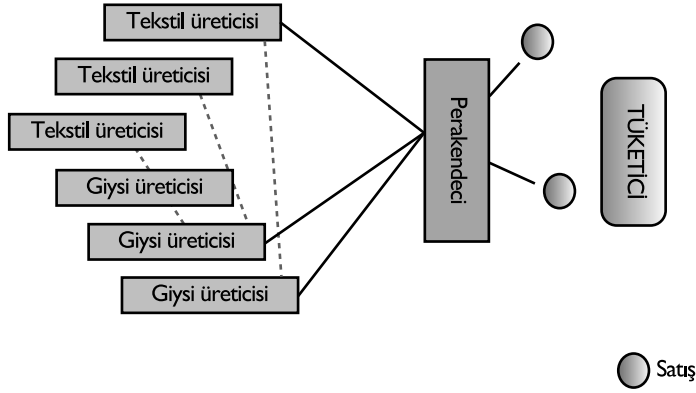 Tekstil üreticisi
Tekstil üreticisi
Tekstil üreticisi
Giysi üreticisi
Giysi üreticisi
Giysi üreticisi
Perakendeci
TÜKETİCİ
Satış